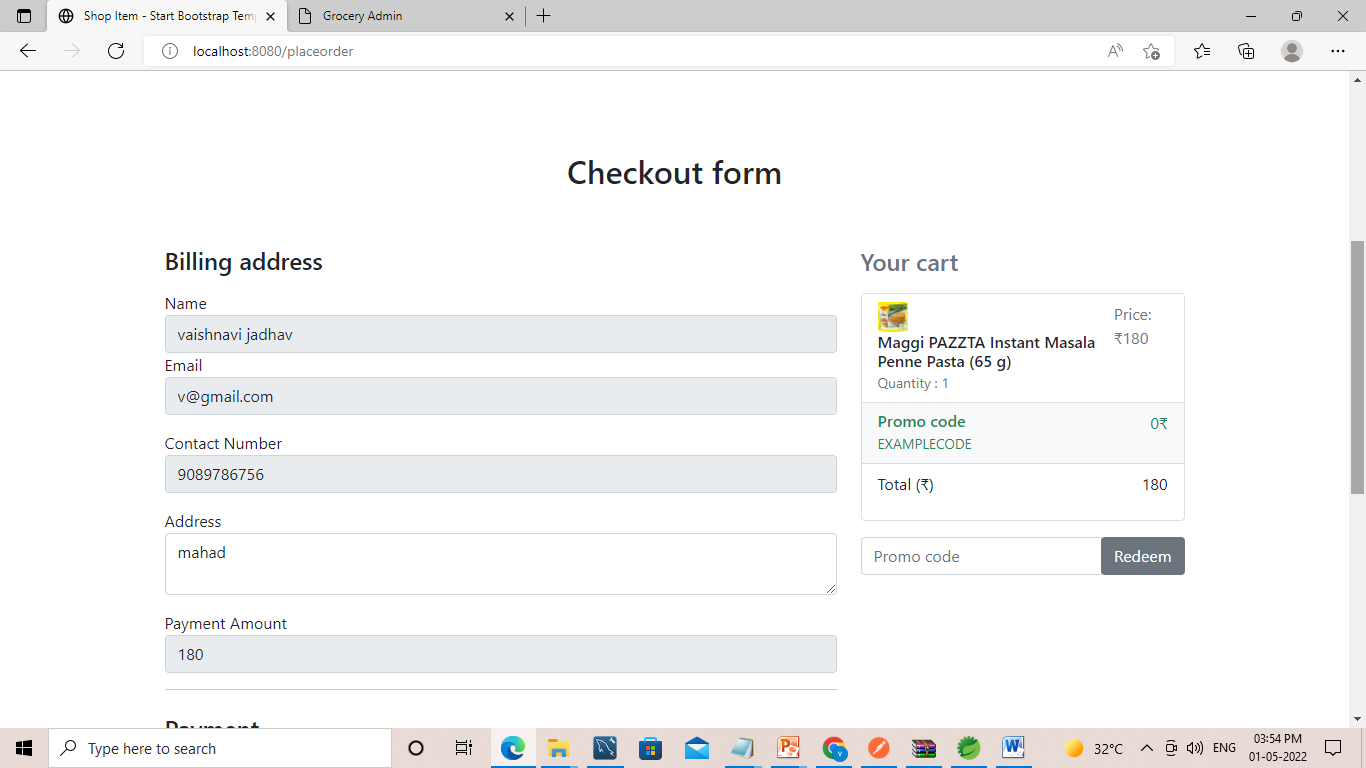 Shop Item - Start Bootstrap Tem
Grocery Admin
localhost:8080/placeorder
Checkout form
Billing address
Name
vaishnavi jadhav
Email
v@gmail.com
Contact Number
9089786756
Address
mahad
Payment Amount
180
Payment
Your cart
Price:
₹180
Maggi PAZZTA Instant Masala
Penne Pasta (65 g)
Quantity : 1
Promo code
0₹
EXAMPLECODE
Total (₹)
180
Promo code
Redeem
Type here to search
32°C
ENG
03:54 PM
01-05-2022